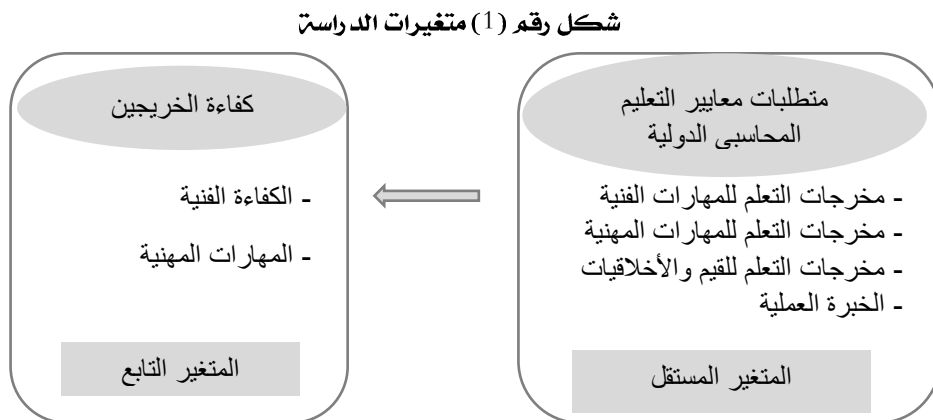 شكل رقم (1) متغيرات الدراسة
متطلبات معايير التعليم
المحاسبى الدولية
- مخرجات التعلم للمهارات الفنية
- مخرجات التعلم للمهارات المهنية
- مخرجات التعلم للقيم والأخلاقيات
- الخبرة العملية
المتغير المستقل
كفاءة الخريجين
- الكفاءة الفنية
- المهارات المهنية
المتغير التابع